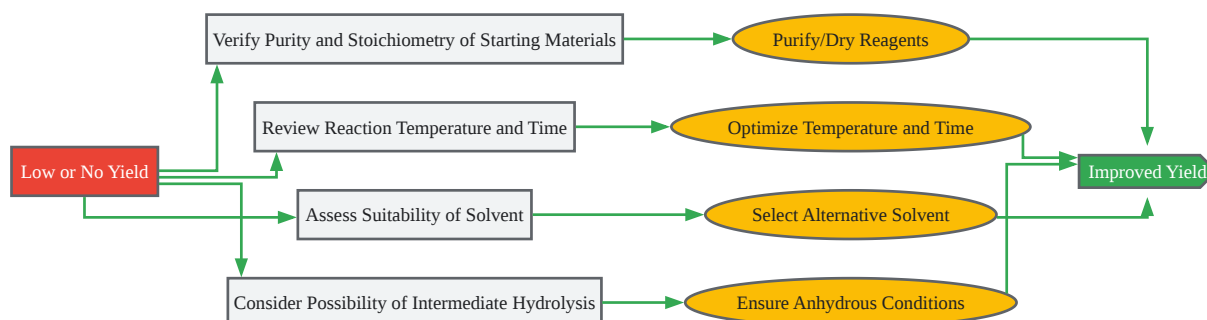 Verify Purity and Stoichiometry of Starting Materials
Purify/Dry Reagents
Review Reaction Temperature and Time
Optimize Temperature and Time
Low or No Yield
Improved Yield
Assess Suitability of Solvent
Select Alternative Solvent
Consider Possibility of Intermediate Hydrolysis
Ensure Anhydrous Conditions